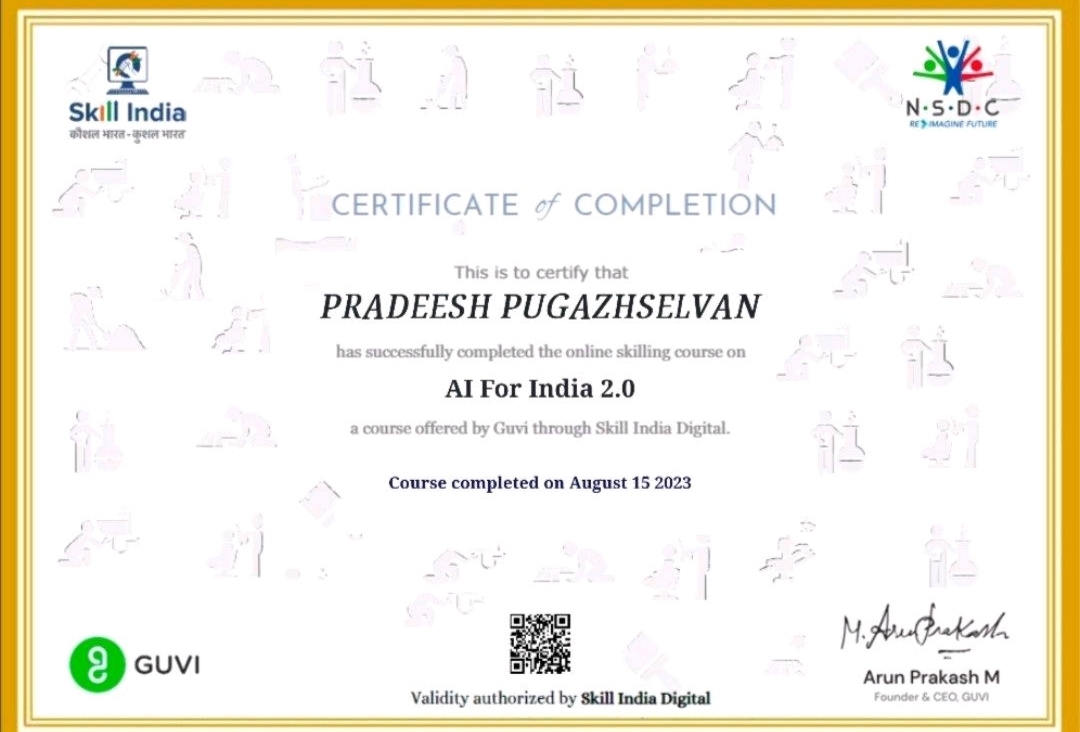 Skill India
कौशल भारत - कुशल भारत
N·S·D·C
RE IMAGINE FUTURE
CERTIFICATE of COMPLETION
This is to certify that
PRADEESH PUGAZHSELVAN
has successfully completed the online skilling course on
AI For India 2.0
a course offered by Guvi through Skill India Digital.
Course completed on August 15 2023
GUVI
Validity authorized by Skill India Digital
M. Arun Prakash
Arun Prakash M
Founder & CEO, GUVI